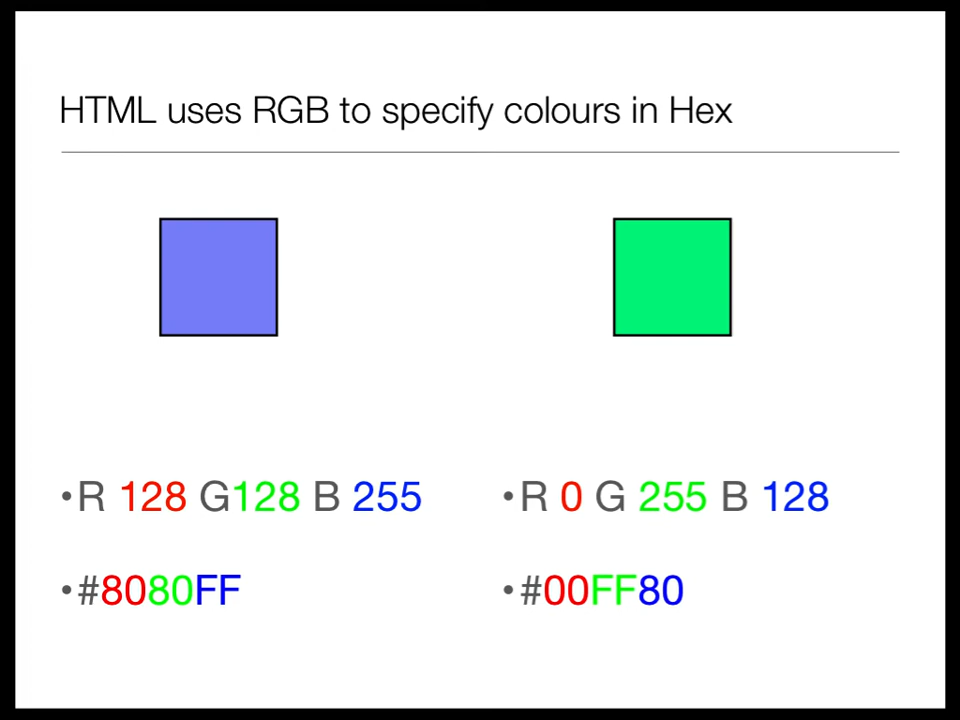 HTML uses RGB to specify colours in Hex
•R 128 G128 B 255
•#8080FF
•R 0 G 255 B 128
•#00FF80